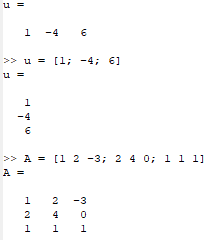 u =
1 -4 6
>> u = [1; -4; 6]
u =
1
-4
6
>> A = [1 2 -3; 2 4 0; 1 1 1]
A =
1 2 -3
2 4 0
1 1 1